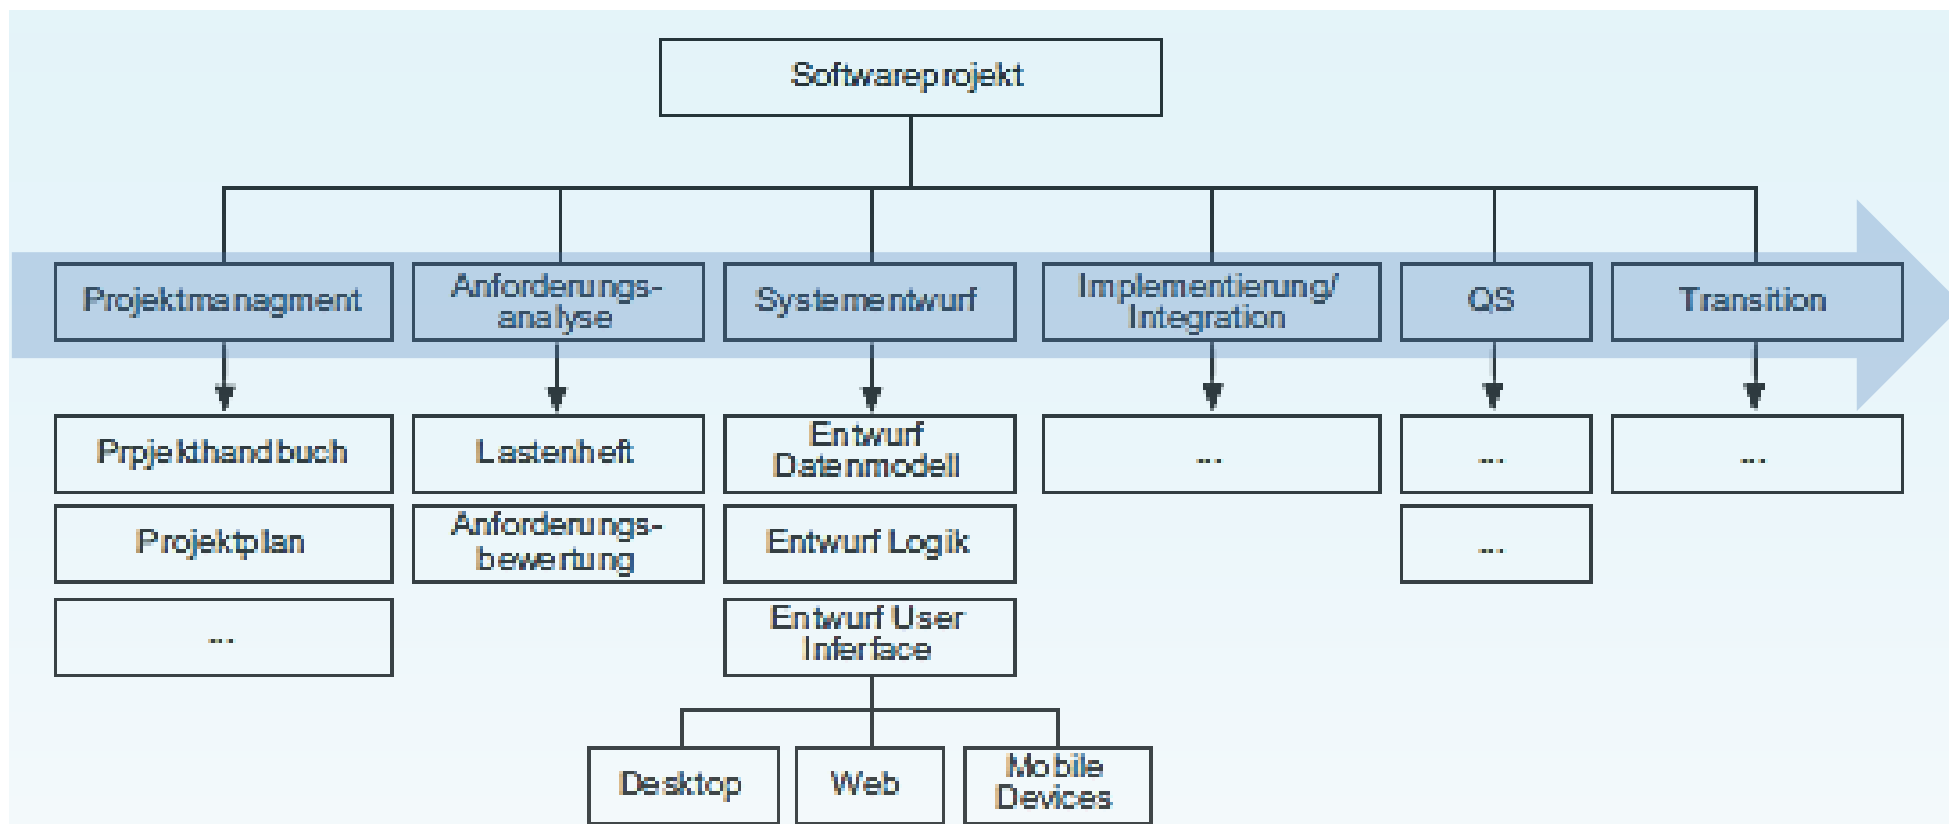 Softwareprojekt
Projektmanagment
Anforderungs-
analyse
Systementwurf
Implementierung/
Integration
QS
Transition
Prpjekthandbuch
Lastenheft
Entwurf
Datenmodell
...
...
...
Projektplan
Anforderungs-
bewertung
Entwurf Logik
...
...
Entwurf User
Inferface
Desktop
Web
Mobile
Devices